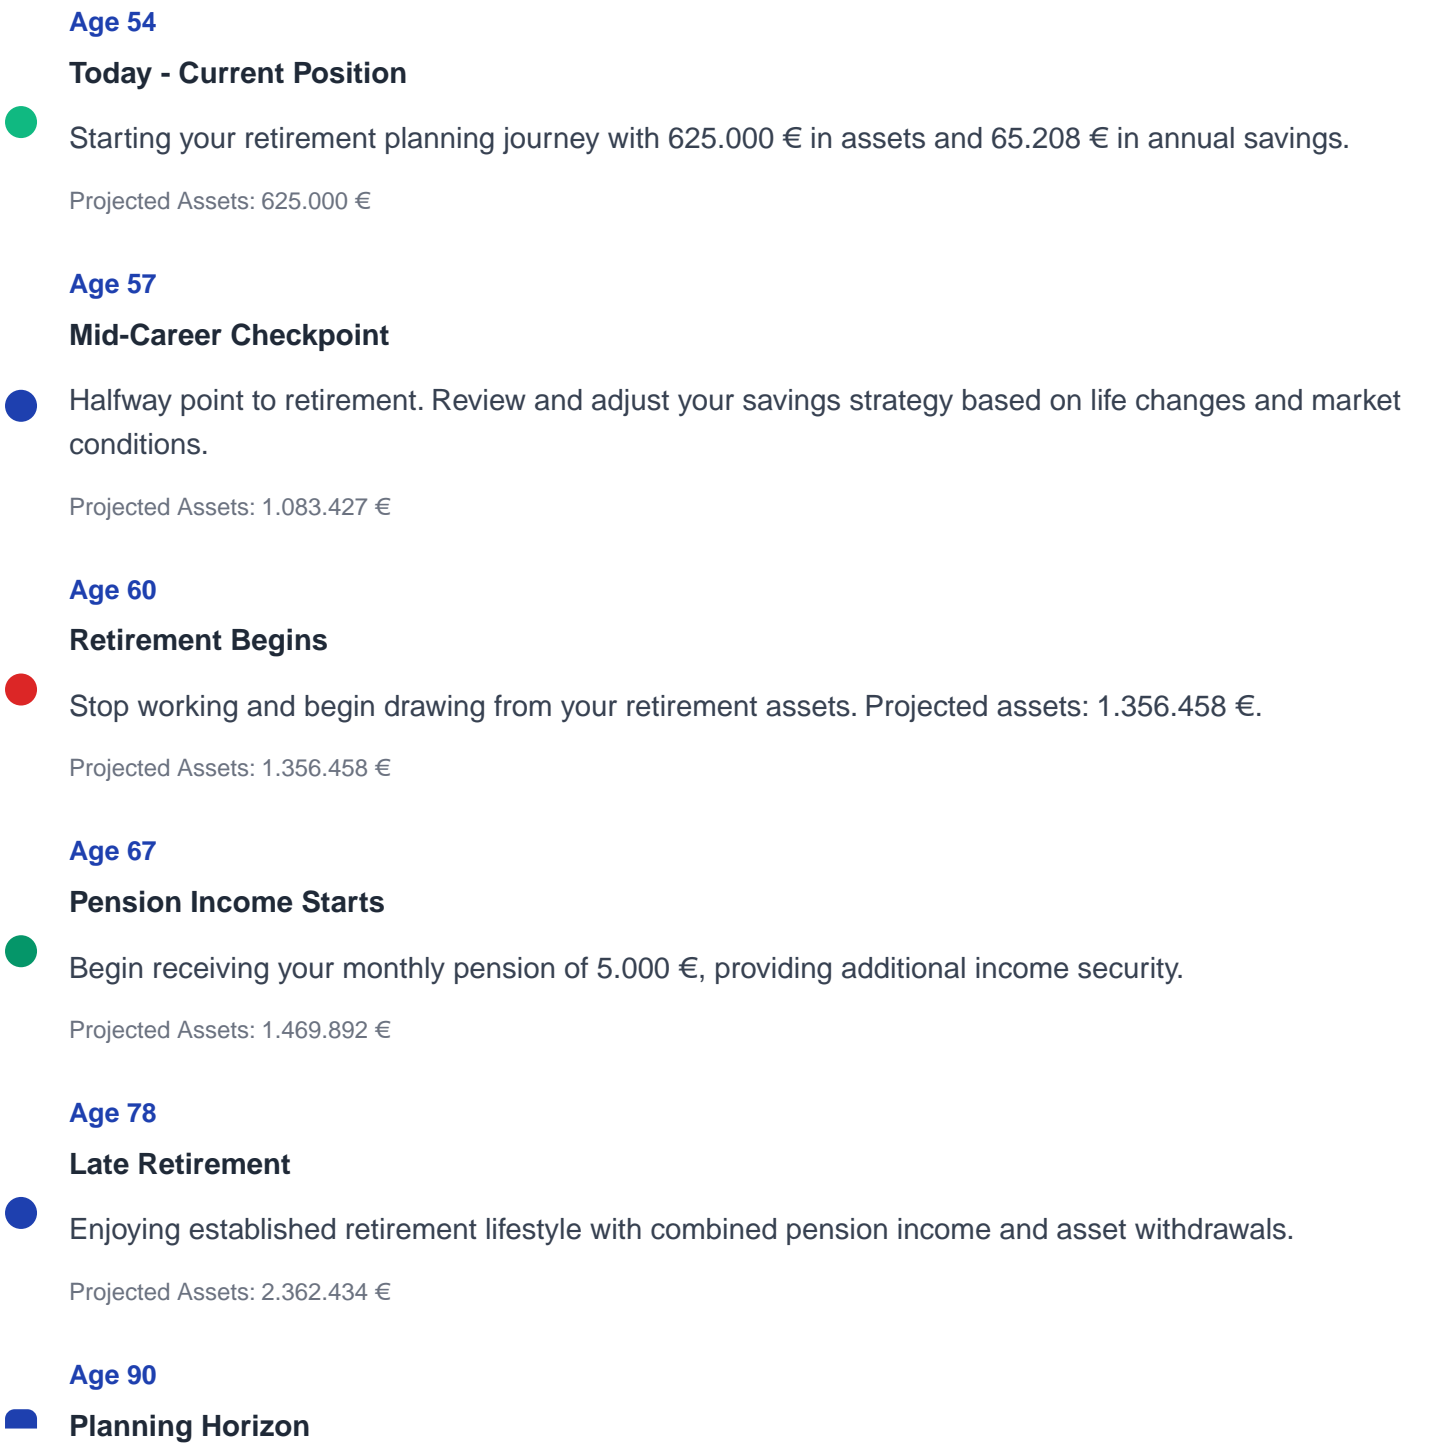 Age 54
Today - Current Position
Starting your retirement planning journey with 625.000 € in assets and 65.208 € in annual savings.
Projected Assets: 625.000 €
Age 57
Mid-Career Checkpoint
Halfway point to retirement. Review and adjust your savings strategy based on life changes and market
conditions.
Projected Assets: 1.083.427 €
Age 60
Retirement Begins
Stop working and begin drawing from your retirement assets. Projected assets: 1.356.458 €.
Projected Assets: 1.356.458 €
Age 67
Pension Income Starts
Begin receiving your monthly pension of 5.000 €, providing additional income security.
Projected Assets: 1.469.892 €
Age 78
Late Retirement
Enjoying established retirement lifestyle with combined pension income and asset withdrawals.
Projected Assets: 2.362.434 €
Age 90
Planning Horizon